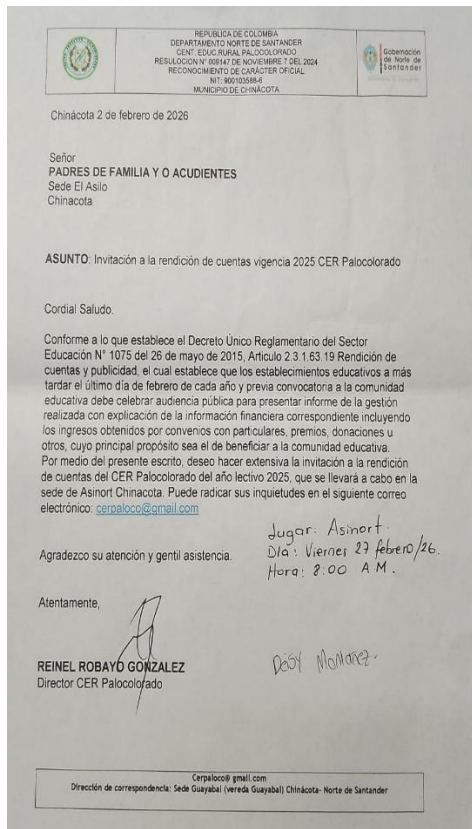 REPÚBLICA DE COLOMBIA
DEPARTAMENTO NORTE DE SANTANDER
CENT. EDUC.RURAL PALOCOLORADO
RESOLUCION N° 009147 DE NOVIEMBRE 7 DEL 2024
RECONOCIMIENTO DE CARÁCTER OFICIAL
NIT: 900103588-6
MUNICIPIO DE CHINÁCOTA
Gobernación
de Norte de
Santander
Chinácota 2 de febrero de 2026
Señor
PADRES DE FAMILIA Y O ACUDIENTES
Sede El Asilo
Chinacota
ASUNTO: Invitación a la rendición de cuentas vigencia 2025 CER Palocolorado
Cordial Saludo.
Conforme a lo que establece el Decreto Único Reglamentario del Sector
Educación N° 1075 del 26 de mayo de 2015, Articulo 2.3.1.63.19 Rendición de
cuentas y publicidad, el cual establece que los establecimientos educativos a más
tardar el último día de febrero de cada año y previa convocatoria a la comunidad
educativa debe celebrar audiencia pública para presentar informe de la gestión
realizada con explicación de la información financiera correspondiente incluyendo
los ingresos obtenidos por convenios con particulares, premios, donaciones u
otros, cuyo principal propósito sea el de beneficiar a la comunidad educativa.
Por medio del presente escrito, deseo hacer extensiva la invitación a la rendición
de cuentas del CER Palocolorado del año lectivo 2025, que se llevará a cabo en la
sede de Asinort Chinacota. Puede radicar sus inquietudes en el siguiente correo
electrónico: cerpaloco@gmail.com
Lugar: Asinort.
Día: Viernes 27 febrero/26.
Hora: 8:00 A.M.
Agradezco su atención y gentil asistencia.
Atentamente,
REINEL ROBAYO GONZALEZ
Director CER Palocolorado
Deisy Montañez.
Cerpaloco@ gmail.com
Dirección de correspondencia: Sede Guayabal (vereda Guayabal) Chinácota- Norte de Santander